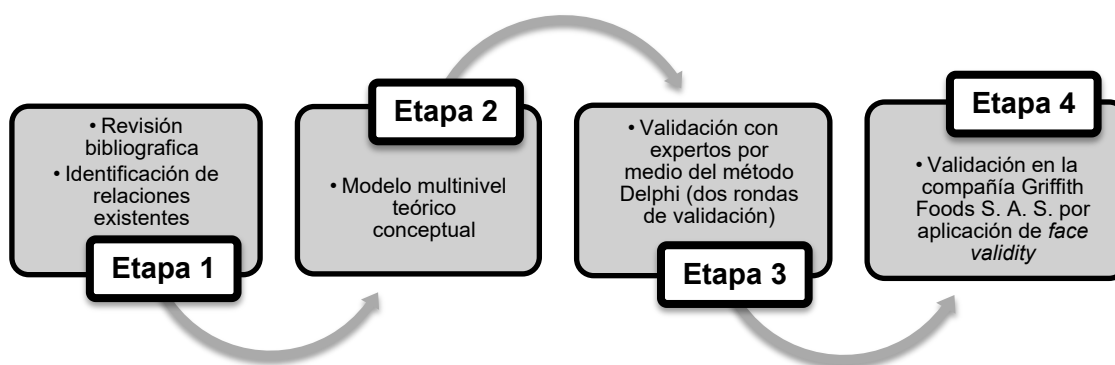 • Revisión
bibliografica
• Identificación de
relaciones
existentes
Etapa 1
Etapa 2
• Modelo multinivel
teórico
conceptual
• Validación con
expertos por
medio del método
Delphi (dos rondas
de validación)
Etapa 3
Etapa 4
• Validación en la
compañía Griffith
Foods S. A. S. por
aplicación de face
validity